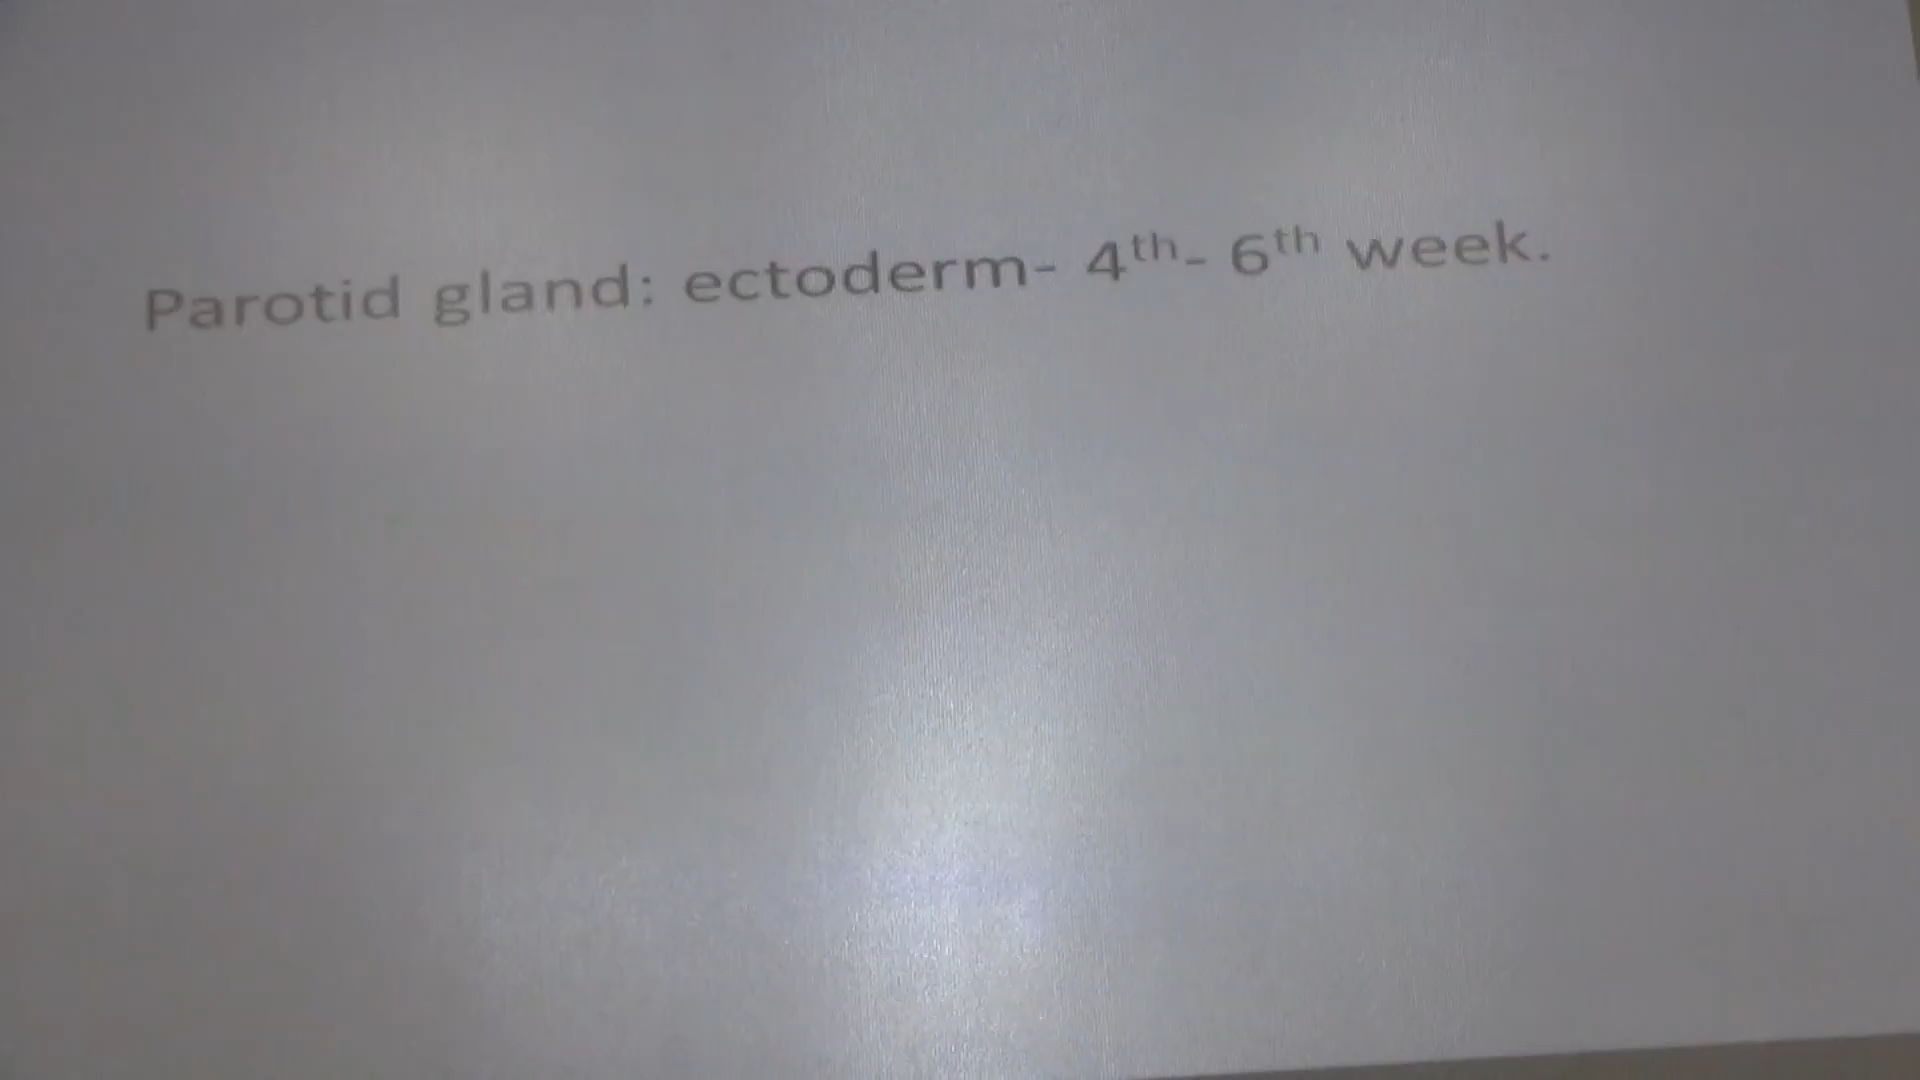 Parotid gland: ectoderm- 4th- 6th week.